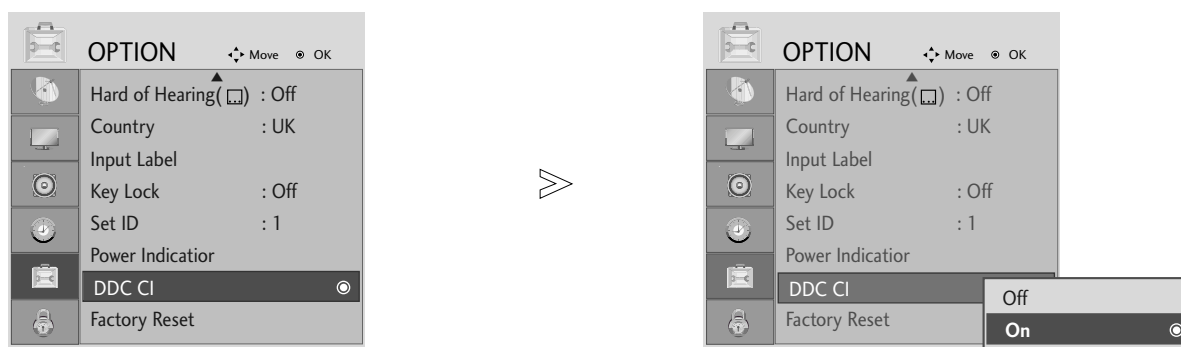 OPTION Move OK
Hard of Hearing( ... ) : Off
Country : UK
Input Label
Key Lock : Off
Set ID : 1
Power Indicatior
DDC CI
Factory Reset
OPTION Move OK
Hard of Hearing( ... ) : Off
Country : UK
Input Label
Key Lock : Off
Set ID : 1
Power Indicatior
DDC CI
Factory Reset
Off
On